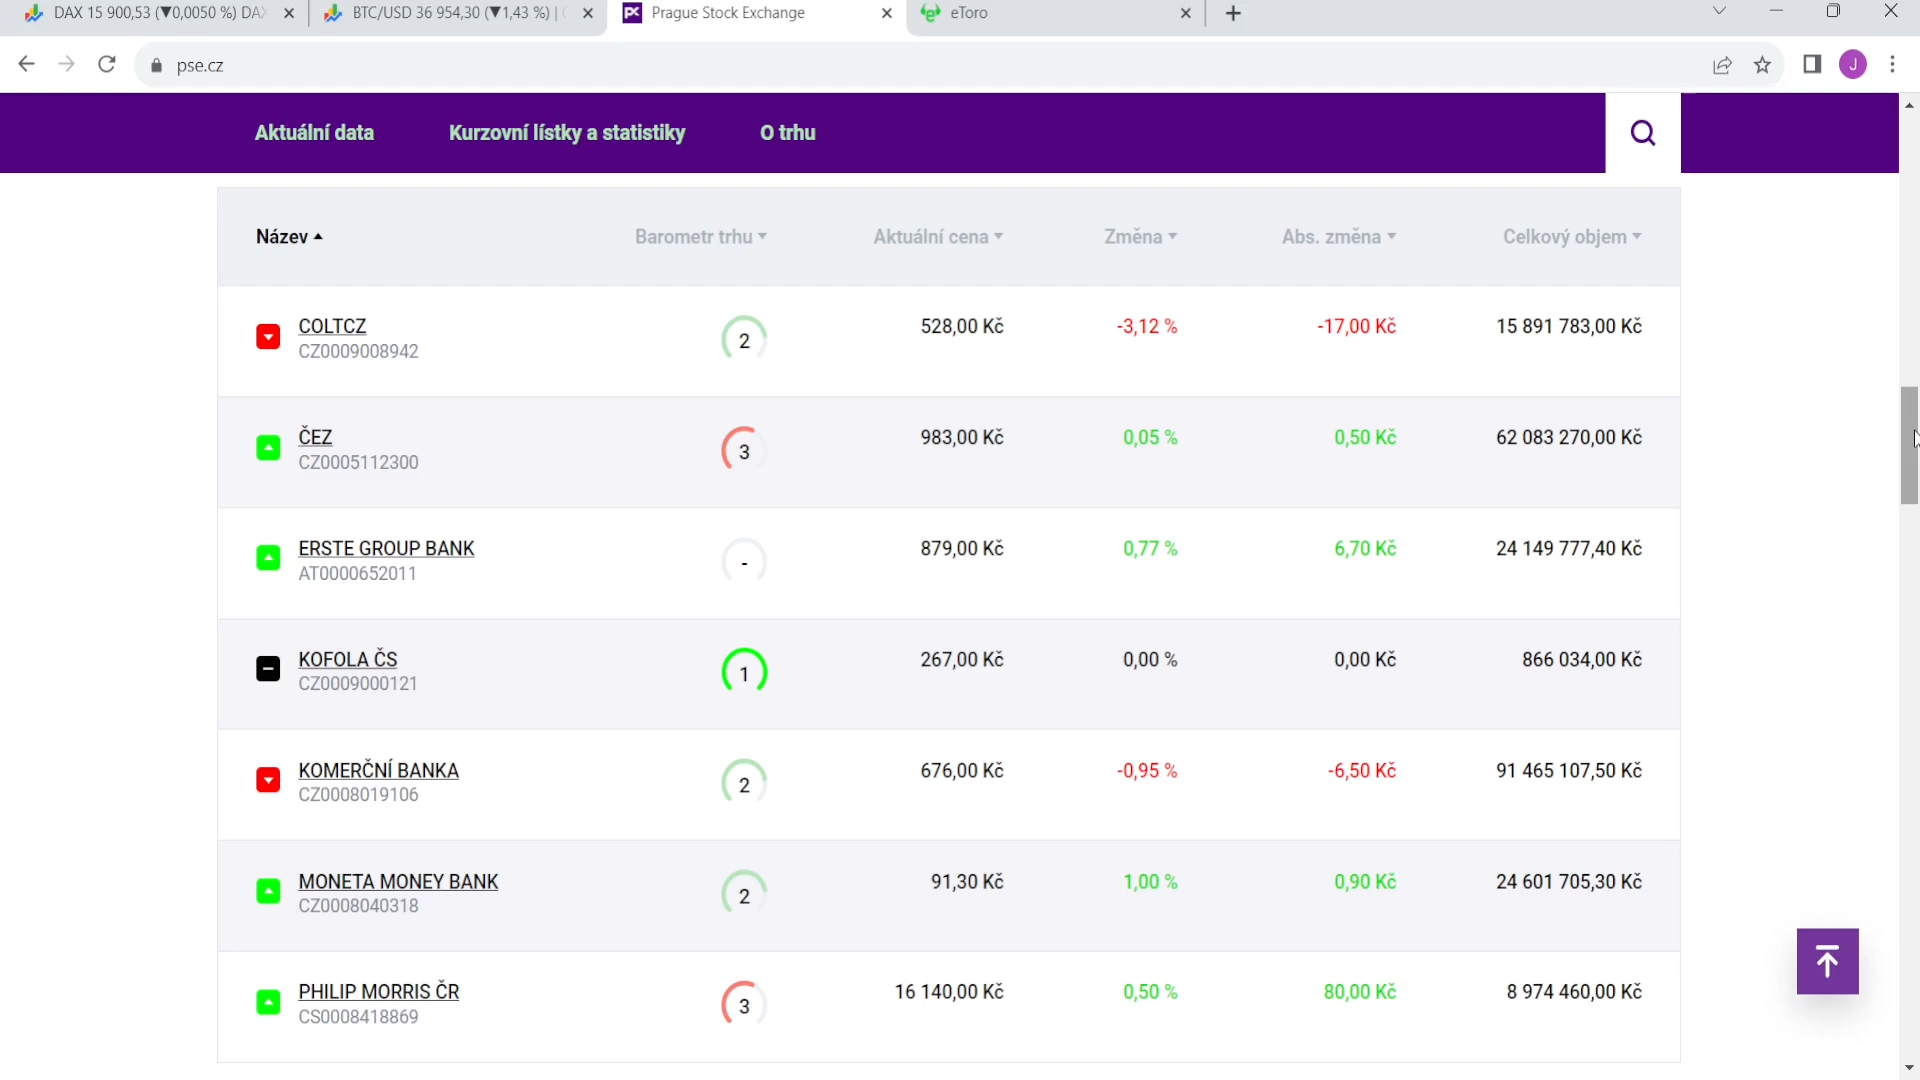 DAX 15 900,53 (▼0,0050 %) DAX
BTC/USD 36 954,30 (▼1,43 %) |
Prague Stock Exchange
eToro
pse.cz
J
Aktuální data
Kurzovní lístky a statistiky
O trhu
Název Barometr trhu Aktuální cena Změna Abs. změna Celkový objem
COLTCZ 2 528,00 Kč -3,12 % -17,00 Kč 15 891 783,00 Kč
CZ0009008942
ČEZ 3 983,00 Kč 0,05 % 0,50 Kč 62 083 270,00 Kč
CZ0005112300
ERSTE GROUP BANK - 879,00 Kč 0,77 % 6,70 Kč 24 149 777,40 Kč
AT0000652011
KOFOLA ČS 1 267,00 Kč 0,00 % 0,00 Kč 866 034,00 Kč
CZ0009000121
KOMERČNÍ BANKA 2 676,00 Kč -0,95 % -6,50 Kč 91 465 107,50 Kč
CZ0008019106
MONETA MONEY BANK 2 91,30 Kč 1,00 % 0,90 Kč 24 601 705,30 Kč
CZ0008040318
PHILIP MORRIS ČR 3 16 140,00 Kč 0,50 % 80,00 Kč 8 974 460,00 Kč
CS0008418869